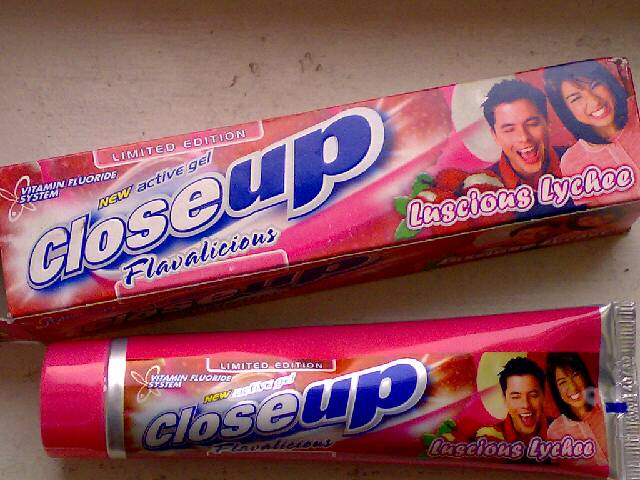 LIMITED EDITION
VITAMIN FLUORIDE
SYSTEM
NEW active gel
Closeup
Flavalicious
Luscious Lychee
Closeup
LIMITED EDITION
VITAMIN FLUORIDE
SYSTEM
NEW active gel
Closeup
Flavalicious
Luscious Lychee